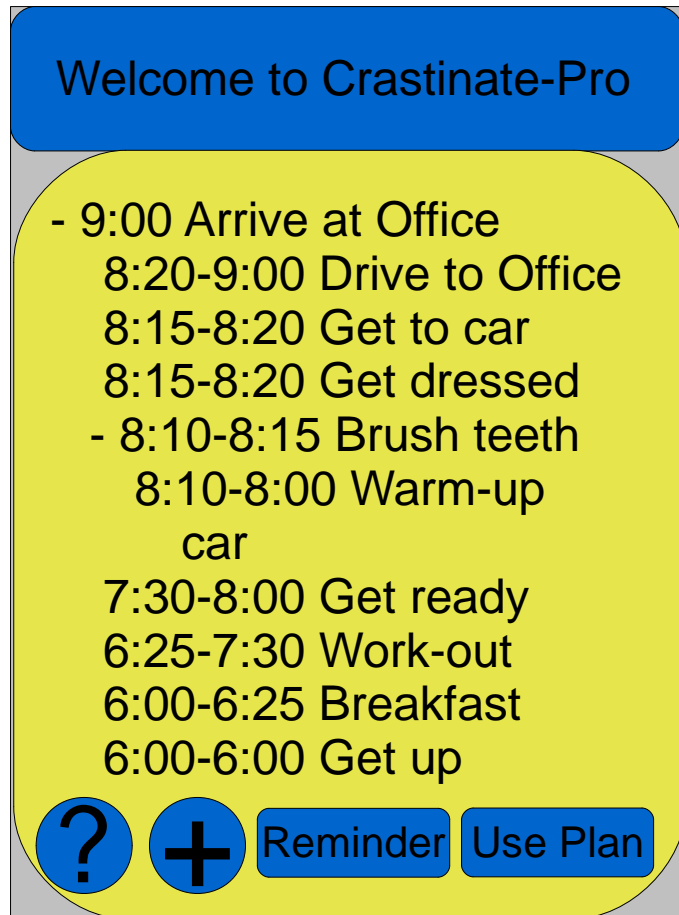 Welcome to Crastinate-Pro
- 9:00 Arrive at Office
8:20-9:00 Drive to Office
8:15-8:20 Get to car
8:15-8:20 Get dressed
- 8:10-8:15 Brush teeth
8:10-8:00 Warm-up
car
7:30-8:00 Get ready
6:25-7:30 Work-out
6:00-6:25 Breakfast
6:00-6:00 Get up
? + Reminder Use Plan